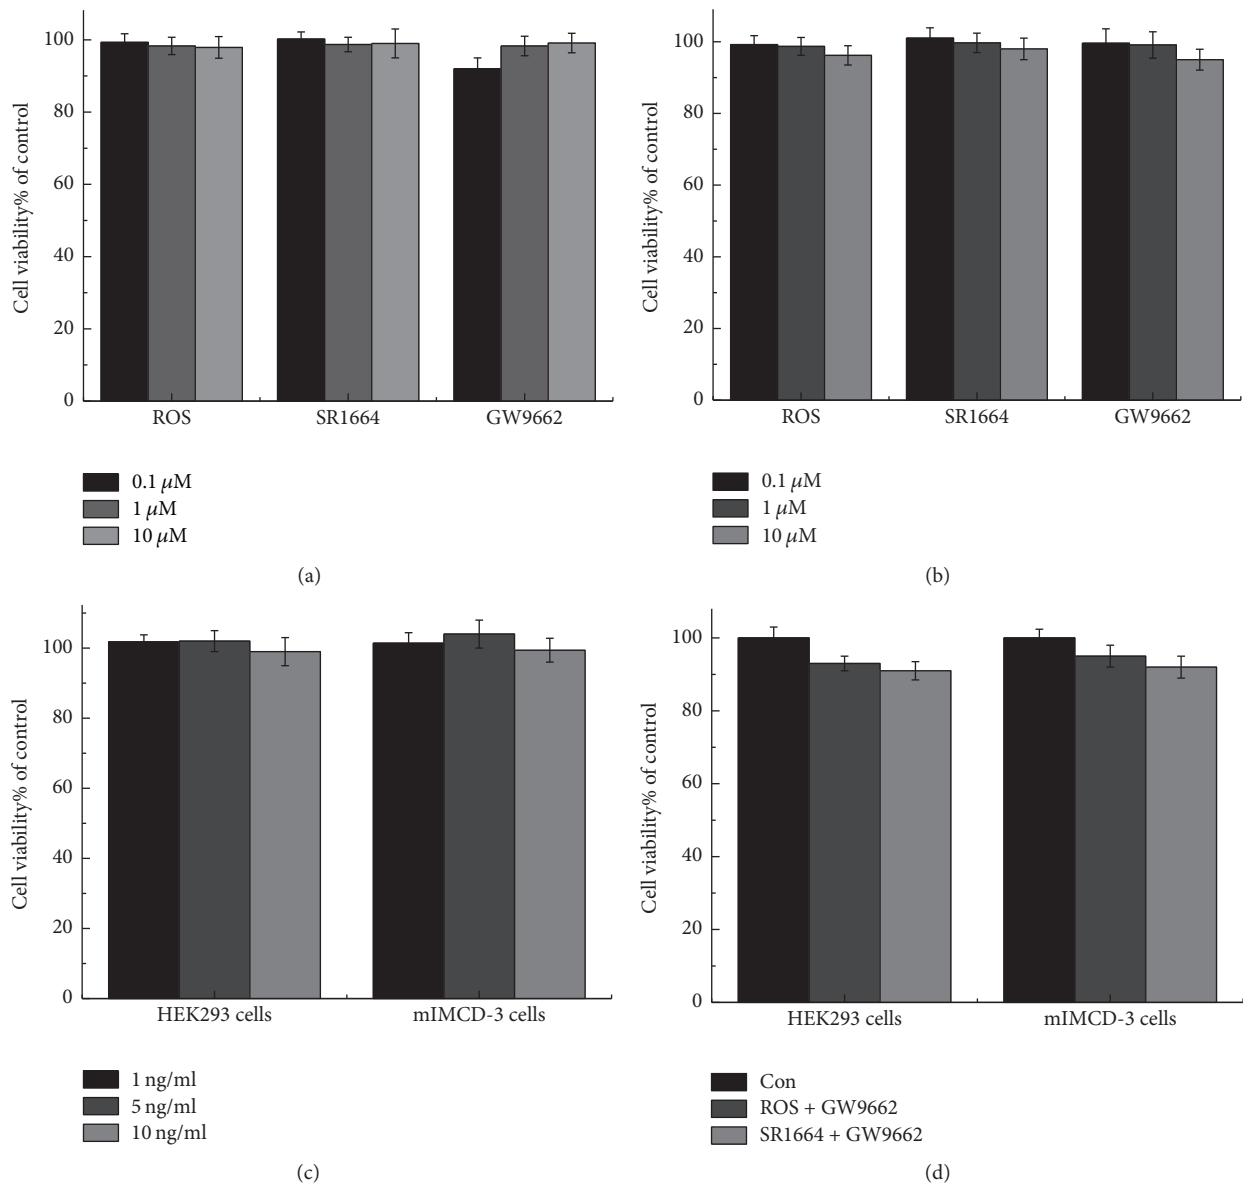 Cell viability% of control
100
80
60
40
20
0
ROS SR1664 GW9662
0.1 μM
1 μM
10 μM
(a)
Cell viability% of control
100
80
60
40
20
0
ROS SR1664 GW9662
0.1 μM
1 μM
10 μM
(b)
Cell viability% of control
100
80
60
40
20
0
HEK293 cells mIMCD-3 cells
1 ng/ml
5 ng/ml
10 ng/ml
(c)
Cell viability% of control
100
80
60
40
20
0
HEK293 cells mIMCD-3 cells
Con
ROS + GW9662
SR1664 + GW9662
(d)